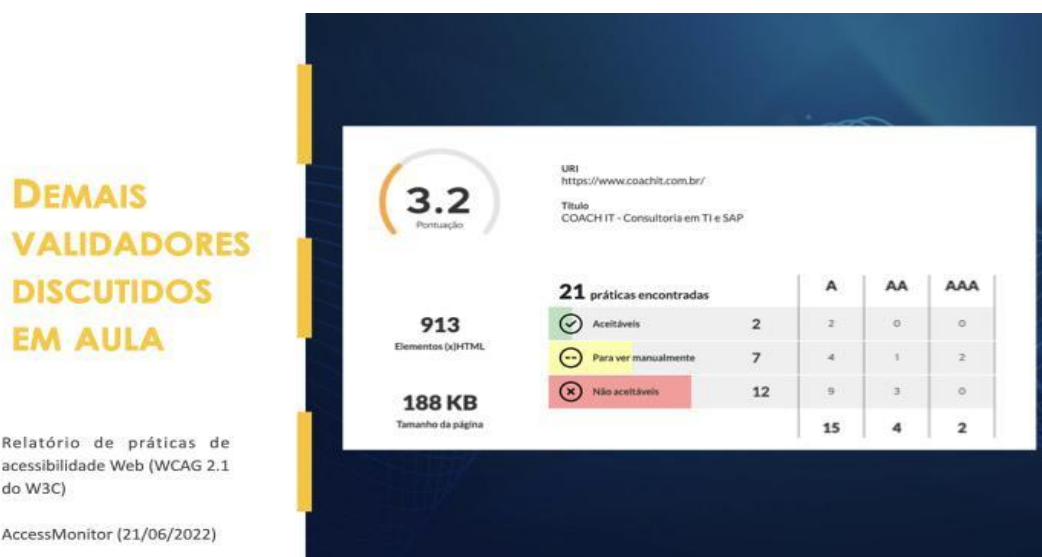 DEMAIS
VALIDADORES
DISCUTIDOS
EM AULA
Relatório de práticas de
acessibilidade Web (WCAG 2.1
do W3C)
AccessMonitor (21/06/2022)
3.2
Pontuação
URI
https://www.coachit.com.br/
Título
COACH IT - Consultoria em TI e SAP
913
Elementos (x)HTML
188 KB
Tamanho da página
21 práticas encontradas A AA AAA
Aceitáveis 2 2 0 0
Para ver manualmente 7 4 1 2
Não aceitáveis 12 9 3 0
15 4 2